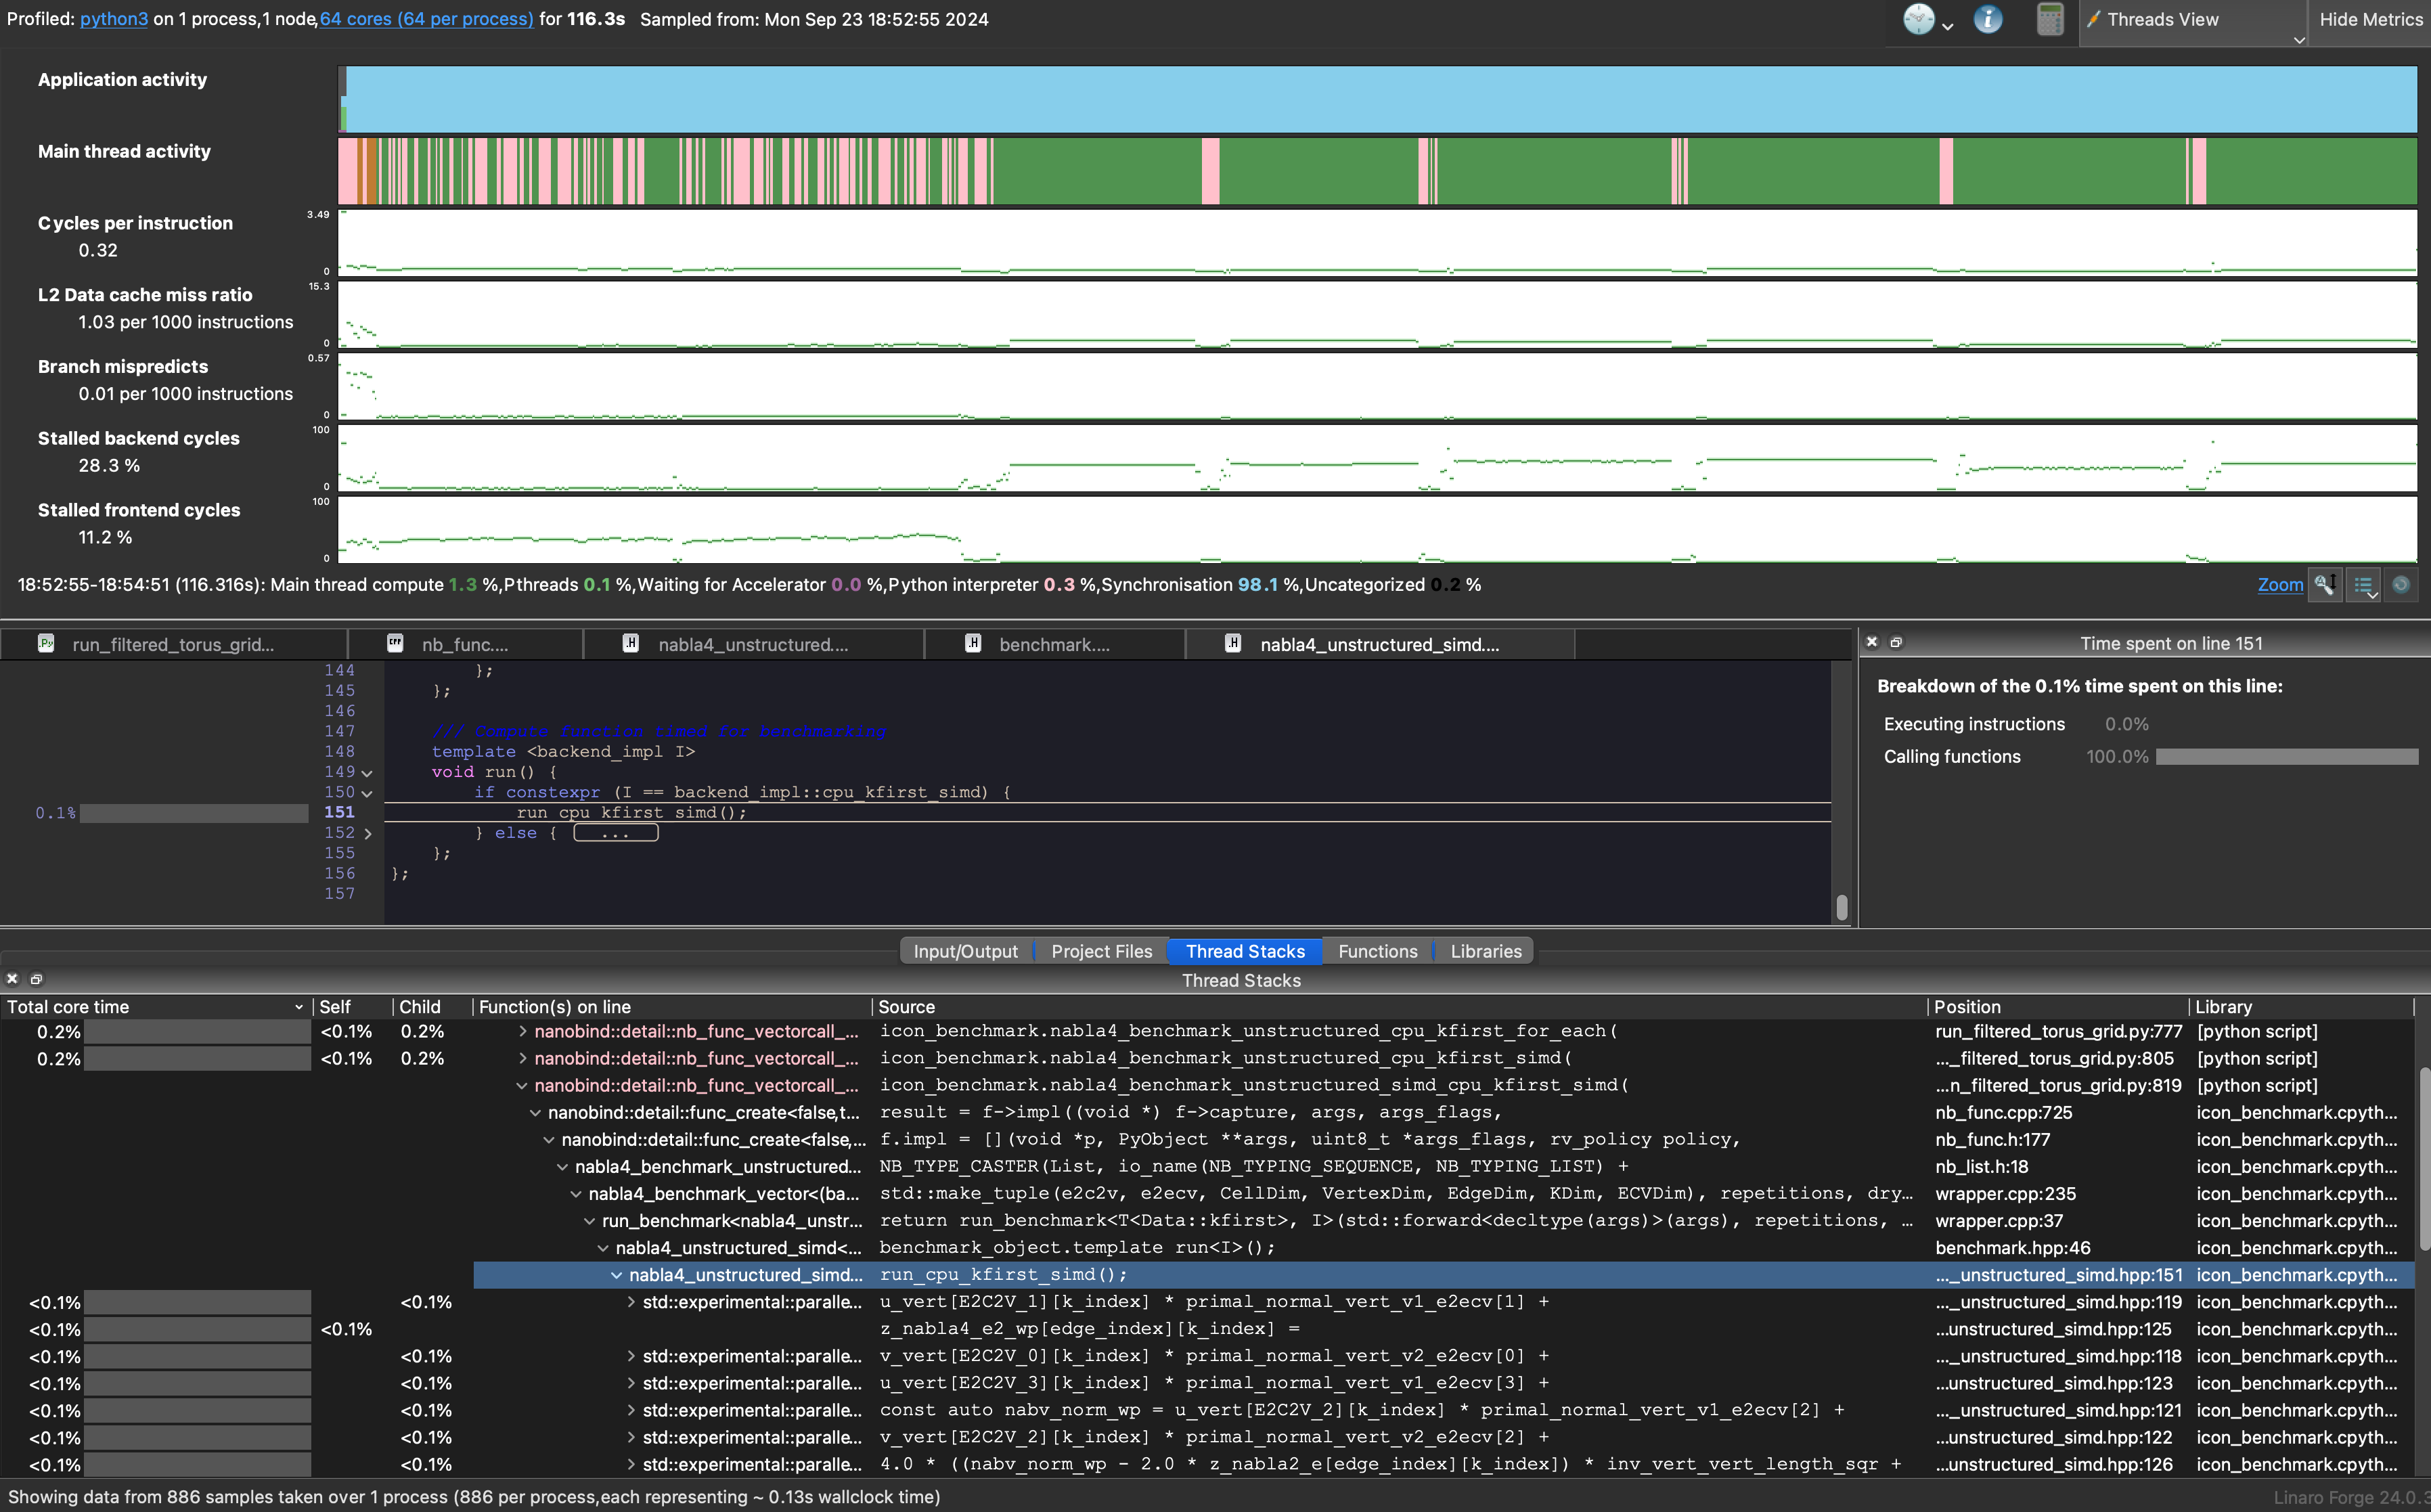 Profiled: python3 on 1 process,1 node,64 cores (64 per process) for 116.3s Sampled from: Mon Sep 23 18:52:55 2024
Threads View
Hide Metrics
Application activity
Main thread activity
Cycles per instruction
0.32
3.49
0
L2 Data cache miss ratio
1.03 per 1000 instructions
15.3
0
Branch mispredicts
0.01 per 1000 instructions
0.57
0
Stalled backend cycles
28.3 %
100
0
Stalled frontend cycles
11.2 %
100
0
18:52:55-18:54:51 (116.316s): Main thread compute 1.3 %,Pthreads 0.1 %,Waiting for Accelerator 0.0 %,Python interpreter 0.3 %,Synchronisation 98.1 %,Uncategorized 0.2 %
Zoom
run_filtered_torus_grid... nb_func.... nabla4_unstructured.... benchmark.... nabla4_unstructured_simd....
144 };
145 };
146
147 /// Compute function timed for benchmarking
148 template <backend_impl I>
149 void run() {
150 if constexpr (I == backend_impl::cpu_kfirst_simd) {
0.1% 151 run_cpu_kfirst_simd();
152 } else { ...
155 };
156 };
157
Time spent on line 151
Breakdown of the 0.1% time spent on this line:
Executing instructions 0.0%
Calling functions 100.0%
Input/Output Project Files Thread Stacks Functions Libraries
Thread Stacks
Total core time Self Child Function(s) on line Source Position Library
0.2% <0.1% 0.2% nanobind::detail::nb_func_vectorcall_... icon_benchmark.nabla4_benchmark_unstructured_cpu_kfirst_for_each( run_filtered_torus_grid.py:777 [python script]
0.2% <0.1% 0.2% nanobind::detail::nb_func_vectorcall_... icon_benchmark.nabla4_benchmark_unstructured_cpu_kfirst_simd( ..._filtered_torus_grid.py:805 [python script]
nanobind::detail::nb_func_vectorcall_... icon_benchmark.nabla4_benchmark_unstructured_simd_cpu_kfirst_simd( ...n_filtered_torus_grid.py:819 [python script]
nanobind::detail::func_create<false,t... result = f->impl((void *) f->capture, args, args_flags, nb_func.cpp:725 icon_benchmark.cpyth...
nanobind::detail::func_create<false,... f.impl = [](void *p, PyObject **args, uint8_t *args_flags, rv_policy policy, nb_func.h:177 icon_benchmark.cpyth...
nabla4_benchmark_unstructured... NB_TYPE_CASTER(List, io_name(NB_TYPING_SEQUENCE, NB_TYPING_LIST) + nb_list.h:18 icon_benchmark.cpyth...
nabla4_benchmark_vector<(ba... std::make_tuple(e2c2v, e2ecv, CellDim, VertexDim, EdgeDim, KDim, ECVDim), repetitions, dry... wrapper.cpp:235 icon_benchmark.cpyth...
run_benchmark<nabla4_unstr... return run_benchmark<T<Data::kfirst>, I>(std::forward<decltype(args)>(args), repetitions, ... wrapper.cpp:37 icon_benchmark.cpyth...
nabla4_unstructured_simd<... benchmark_object.template run<I>(); benchmark.hpp:46 icon_benchmark.cpyth...
nabla4_unstructured_simd... run_cpu_kfirst_simd(); ..._unstructured_simd.hpp:151 icon_benchmark.cpyth...
<0.1% <0.1% std::experimental::paralle... u_vert[E2C2V_1][k_index] * primal_normal_vert_v1_e2ecv[1] + ..._unstructured_simd.hpp:119 icon_benchmark.cpyth...
<0.1% <0.1% z_nabla4_e2_wp[edge_index][k_index] = ...unstructured_simd.hpp:125 icon_benchmark.cpyth...
<0.1% <0.1% std::experimental::paralle... v_vert[E2C2V_0][k_index] * primal_normal_vert_v2_e2ecv[0] + ..._unstructured_simd.hpp:118 icon_benchmark.cpyth...
<0.1% <0.1% std::experimental::paralle... u_vert[E2C2V_3][k_index] * primal_normal_vert_v1_e2ecv[3] + ...unstructured_simd.hpp:123 icon_benchmark.cpyth...
<0.1% <0.1% std::experimental::paralle... const auto nabv_norm_wp = u_vert[E2C2V_2][k_index] * primal_normal_vert_v1_e2ecv[2] + ..._unstructured_simd.hpp:121 icon_benchmark.cpyth...
<0.1% <0.1% std::experimental::paralle... v_vert[E2C2V_2][k_index] * primal_normal_vert_v2_e2ecv[2] + ...unstructured_simd.hpp:122 icon_benchmark.cpyth...
<0.1% <0.1% std::experimental::paralle... 4.0 * ((nabv_norm_wp - 2.0 * z_nabla2_e[edge_index][k_index]) * inv_vert_vert_length_sqr + ...unstructured_simd.hpp:126 icon_benchmark.cpyth...
Showing data from 886 samples taken over 1 process (886 per process,each representing ~ 0.13s wallclock time)
Linaro Forge 24.0.